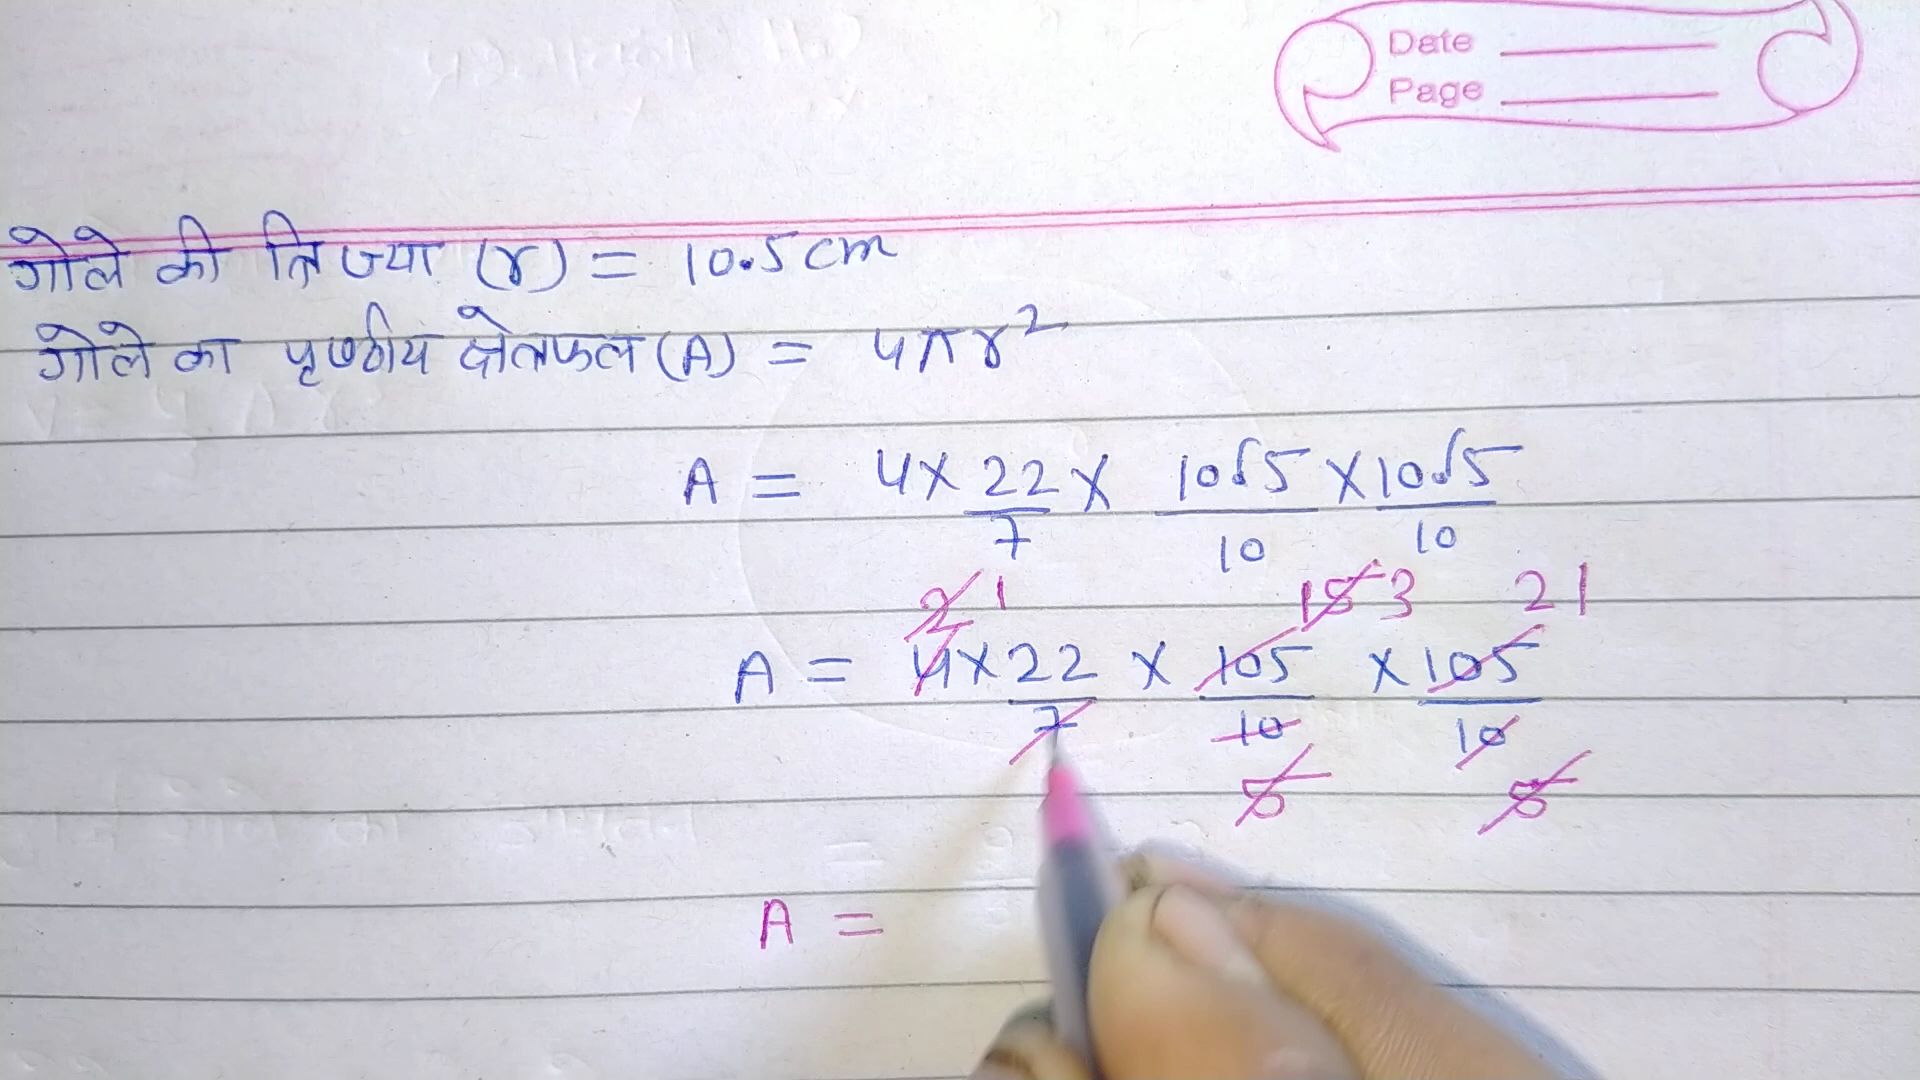 Date
Page
गोले की त्रिज्या (r) = 10.5 cm
गोले का पृष्ठीय क्षेत्रफल (A) = 4πr²
A = 4 × 22/7 × 10.5/10 × 10.5/10
2 1 15 3 21
A = 4 × 22/7 × 105/10 × 105/10
5 5
A =